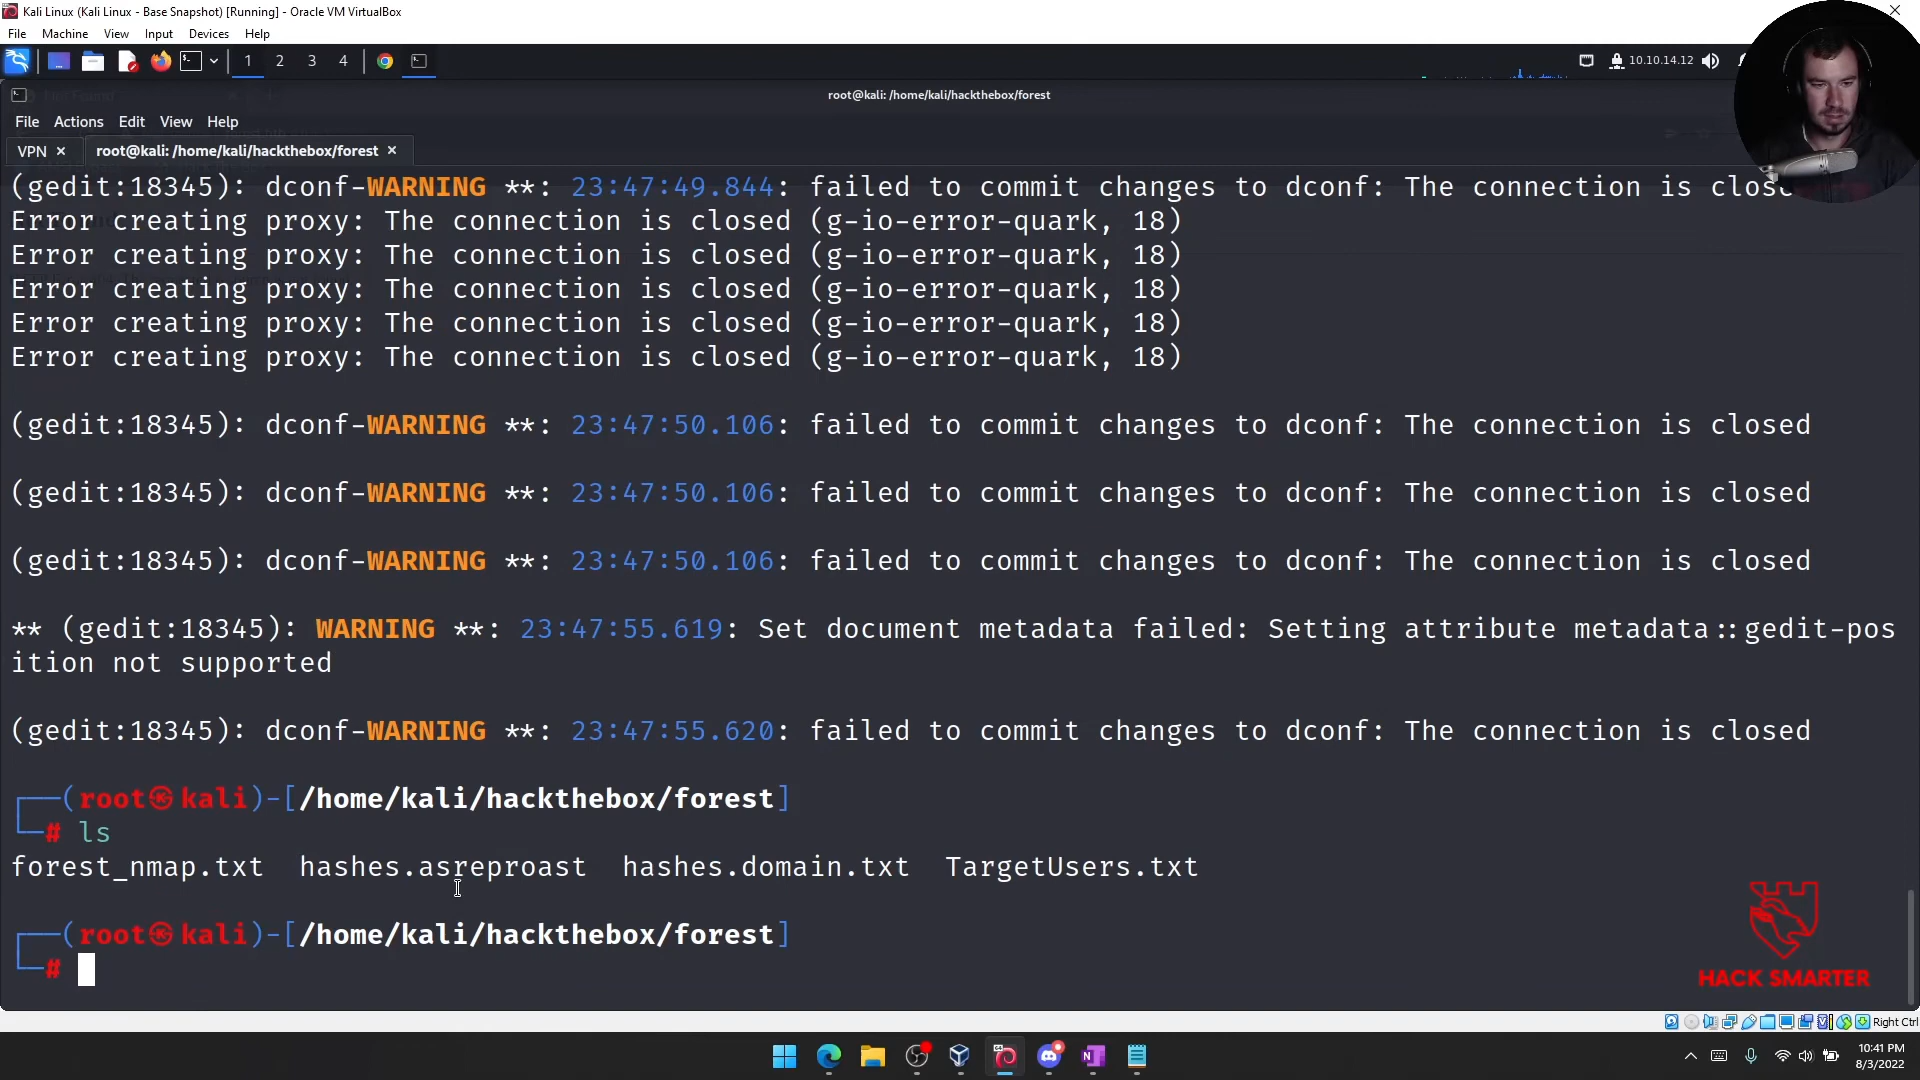 Kali Linux (Kali Linux - Base Snapshot) [Running] - Oracle VM VirtualBox
File Machine View Input Devices Help
1 2 3 4 10.10.14.12
root@kali: /home/kali/hackthebox/forest
File Actions Edit View Help
VPN × root@kali: /home/kali/hackthebox/forest ×
(gedit:18345): dconf-WARNING **: 23:47:49.844: failed to commit changes to dconf: The connection is
Error creating proxy: The connection is closed (g-io-error-quark, 18)
Error creating proxy: The connection is closed (g-io-error-quark, 18)
Error creating proxy: The connection is closed (g-io-error-quark, 18)
Error creating proxy: The connection is closed (g-io-error-quark, 18)
Error creating proxy: The connection is closed (g-io-error-quark, 18)
(gedit:18345): dconf-WARNING **: 23:47:50.106: failed to commit changes to dconf: The connection is closed
(gedit:18345): dconf-WARNING **: 23:47:50.106: failed to commit changes to dconf: The connection is closed
(gedit:18345): dconf-WARNING **: 23:47:50.106: failed to commit changes to dconf: The connection is closed
** (gedit:18345): WARNING **: 23:47:55.619: Set document metadata failed: Setting attribute metadata::gedit-pos
ition not supported
(gedit:18345): dconf-WARNING **: 23:47:55.620: failed to commit changes to dconf: The connection is closed
┌──(root㉿kali)-[/home/kali/hackthebox/forest]
└─# ls
forest_nmap.txt hashes.asreproast hashes.domain.txt TargetUsers.txt
┌──(root㉿kali)-[/home/kali/hackthebox/forest]
└─#
HACK SMARTER
Right Ctrl
10:41 PM
8/3/2022